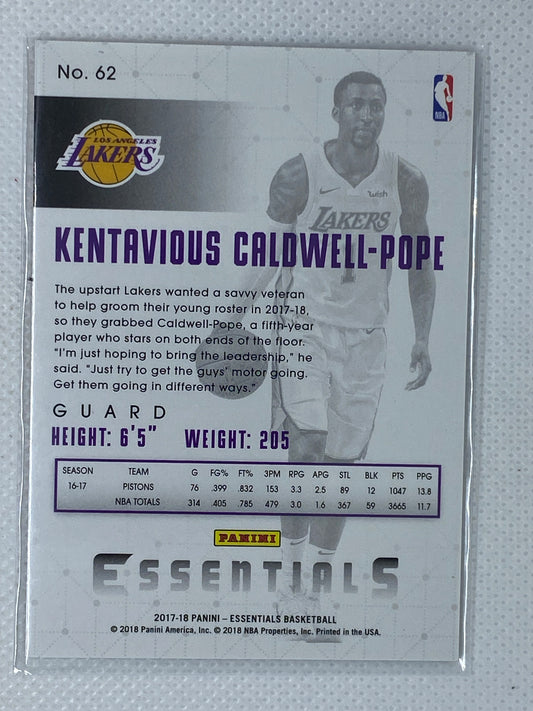 No. 62
NBA
LOS ANGELES
LAKERS
wish
LAKERS
1
KENTAVIOUS CALDWELL-POPE
The upstart Lakers wanted a savvy veteran
to help groom their young roster in 2017-18,
so they grabbed Caldwell-Pope, a fifth-year
player who stars on both ends of the floor.
"I'm just hoping to bring the leadership," he
said. "Just try to get the guys' motor going.
Get them going in different ways."
GUARD
HEIGHT: 6'5" WEIGHT: 205
SEASON TEAM G FG% FT% 3PM RPG APG STL BLK PTS PPG
16-17 PISTONS 76 .399 .832 153 3.3 2.5 89 12 1047 13.8
NBA TOTALS 314 .405 .785 479 3.0 1.6 367 59 3665 11.7
PANINI
ESSENTIALS
2017-18 PANINI – ESSENTIALS BASKETBALL
© 2018 Panini America, Inc. © 2018 NBA Properties, Inc. Printed in the USA.